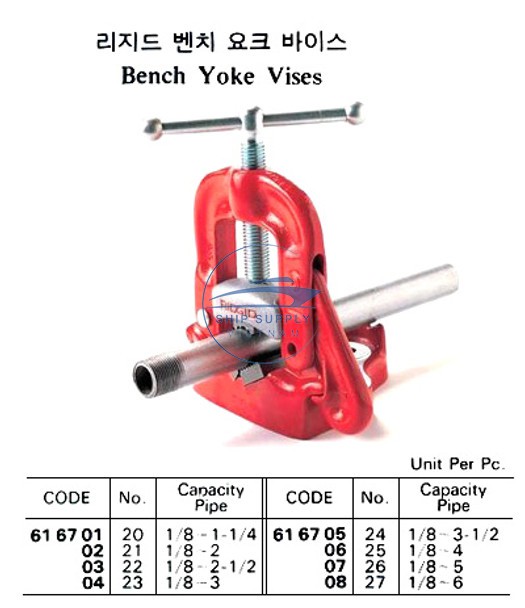 리지드 벤치 요크 바이스
Bench Yoke Vises
RIDGID
SHIP SUPPLY
Unit Per Pc.
CODE No. Capacity Pipe CODE No. Capacity Pipe
61 67 01 20 1/8 - 1-1/4 61 67 05 24 1/8 - 3-1/2
02 21 1/8 - 2 06 25 1/8 - 4
03 22 1/8 - 2-1/2 07 26 1/8 ~ 5
04 23 1/8 - 3 08 27 1/8 ~ 6